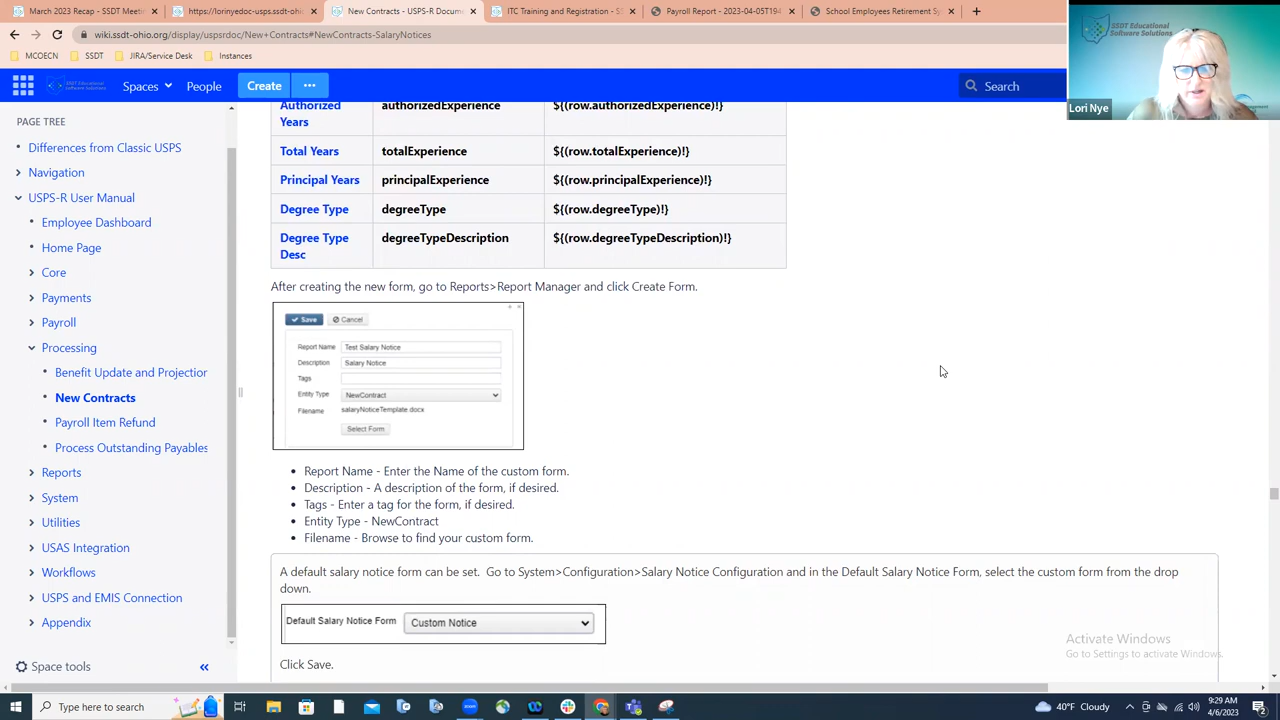 March 2023 Recap - SSDT Meetin
https://lorinyedoc-usps.ssdt-ohio.c
New Contracts - USPS-R Documen
ITC Training and Registration - SS
Payroll Report - 2023-04-05T194
School Employees Retirement Sy
wiki.ssdt-ohio.org/display/uspsrdoc/New+Contracts#NewContracts-SalaryNotices
MCOECN
SSDT
JIRA/Service Desk
Instances
Spaces
People
Create
Search
SSDT Educational
Software Solutions
Lori Nye
PAGE TREE
Differences from Classic USPS
Navigation
USPS-R User Manual
Employee Dashboard
Home Page
Core
Payments
Payroll
Processing
Benefit Update and Projection
New Contracts
Payroll Item Refund
Process Outstanding Payables
Reports
System
Utilities
USAS Integration
Workflows
USPS and EMIS Connection
Appendix
Space tools
Authorized Years authorizedExperience ${(row.authorizedExperience)!}
Total Years totalExperience ${(row.totalExperience)!}
Principal Years principalExperience ${(row.principalExperience)!}
Degree Type degreeType ${(row.degreeType)!}
Degree Type Desc degreeTypeDescription ${(row.degreeTypeDescription)!}
After creating the new form, go to Reports>Report Manager and click Create Form.
Save Cancel
Report Name Test Salary Notice
Description Salary Notice
Tags
Entity Type NewContract
Filename salaryNoticeTemplate.docx
Select Form
Report Name - Enter the Name of the custom form.
Description - A description of the form, if desired.
Tags - Enter a tag for the form, if desired.
Entity Type - NewContract
Filename - Browse to find your custom form.
A default salary notice form can be set.  Go to System>Configuration>Salary Notice Configuration and in the Default Salary Notice Form, select the custom form from the drop
down.
Default Salary Notice Form Custom Notice
Click Save.
Activate Windows
Go to Settings to activate Windows.
Type here to search
40°F Cloudy
9:29 AM
4/6/2023